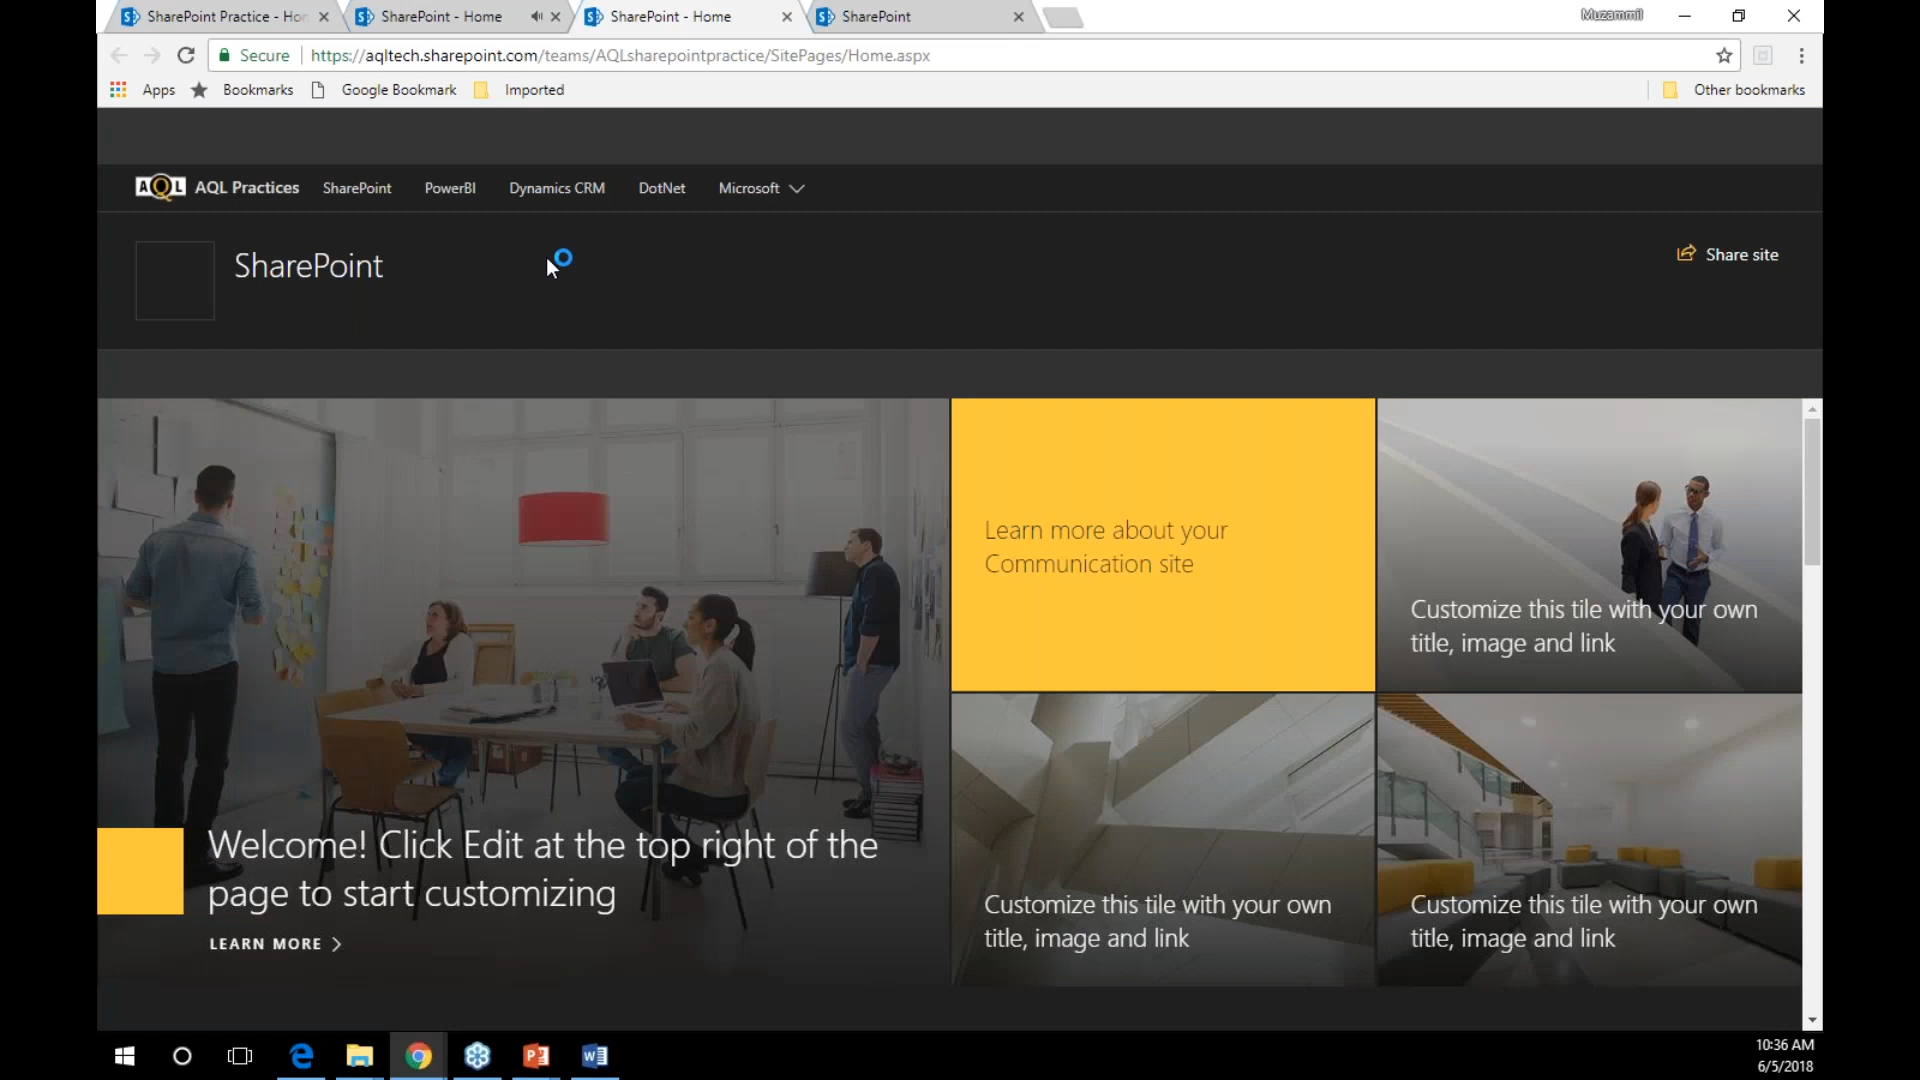 SharePoint Practice - Hor
SharePoint - Home
SharePoint - Home
SharePoint
Muzammil
Secure
https://aqltech.sharepoint.com/teams/AQLsharepointpractice/SitePages/Home.aspx
Apps
Bookmarks
Google Bookmark
Imported
Other bookmarks
AQL
AQL Practices
SharePoint
PowerBI
Dynamics CRM
DotNet
Microsoft
SharePoint
Share site
Learn more about your
Communication site
Customize this tile with your own
title, image and link
Welcome! Click Edit at the top right of the
page to start customizing
LEARN MORE
Customize this tile with your own
title, image and link
Customize this tile with your own
title, image and link
10:36 AM
6/5/2018